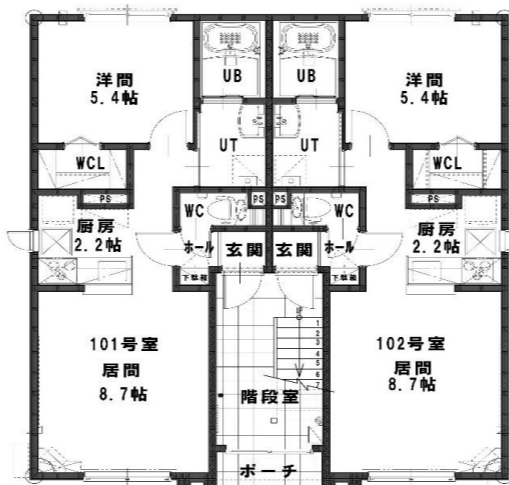 洋間
5.4帖
UB
UB
洋間
5.4帖
UT
UT
WCL
WCL
PS
PS
PS
PS
厨房
2.2帖
WC
ホール
玄関
玄関
WC
ホール
厨房
2.2帖
下駄箱
下駄箱
UP
1
2
3
4
5
6
7
101号室
居間
8.7帖
102号室
居間
8.7帖
階段室
ポーチ